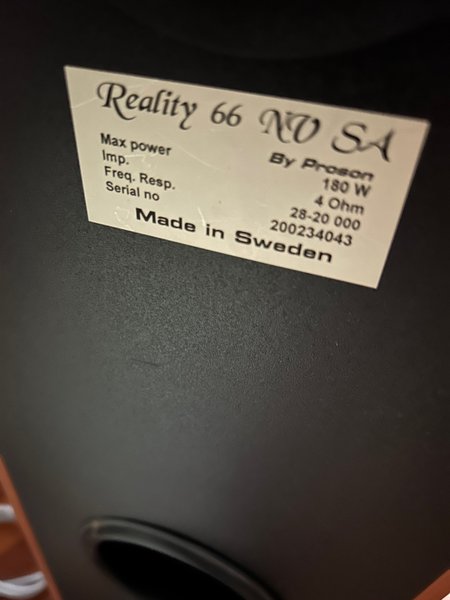 Reality 66 NV SA
By Proson
Max power 180 W
Imp. 4 Ohm
Freq. Resp. 28-20 000
Serial no 200234043
Made in Sweden